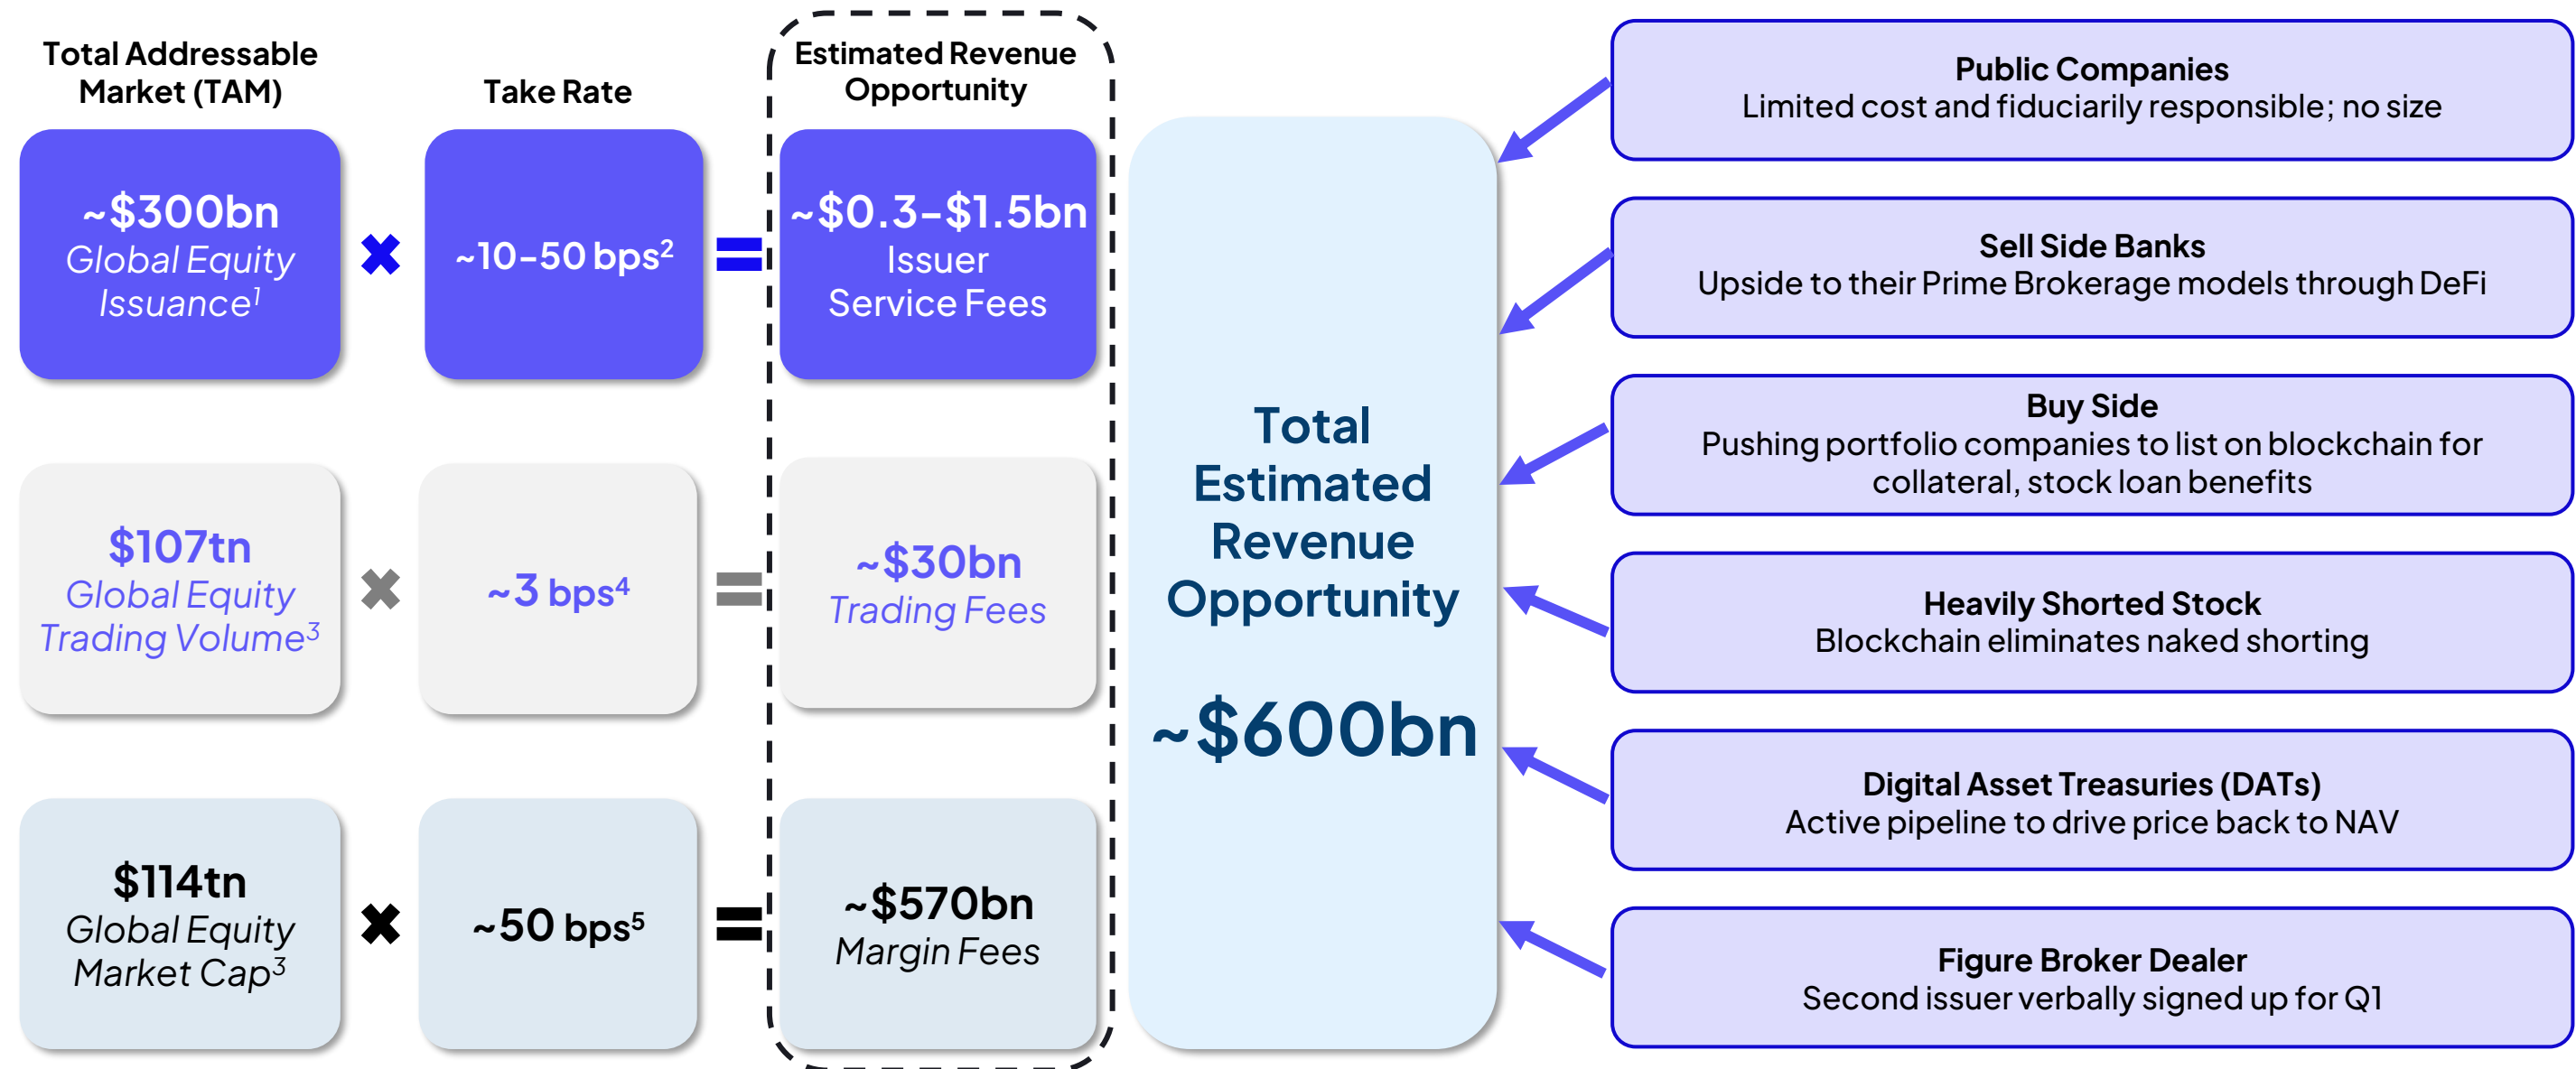 Total Addressable
Market (TAM)
Take Rate
Estimated Revenue
Opportunity
~$300bn
Global Equity
Issuance¹
~10-50 bps²
~$0.3-$1.5bn
Issuer
Service Fees
$107tn
Global Equity
Trading Volume³
~3 bps⁴
~$30bn
Trading Fees
$114tn
Global Equity
Market Cap³
~50 bps⁵
~$570bn
Margin Fees
Total
Estimated
Revenue
Opportunity
~$600bn
Public Companies
Limited cost and fiduciarily responsible; no size
Sell Side Banks
Upside to their Prime Brokerage models through DeFi
Buy Side
Pushing portfolio companies to list on blockchain for
collateral, stock loan benefits
Heavily Shorted Stock
Blockchain eliminates naked shorting
Digital Asset Treasuries (DATs)
Active pipeline to drive price back to NAV
Figure Broker Dealer
Second issuer verbally signed up for Q1